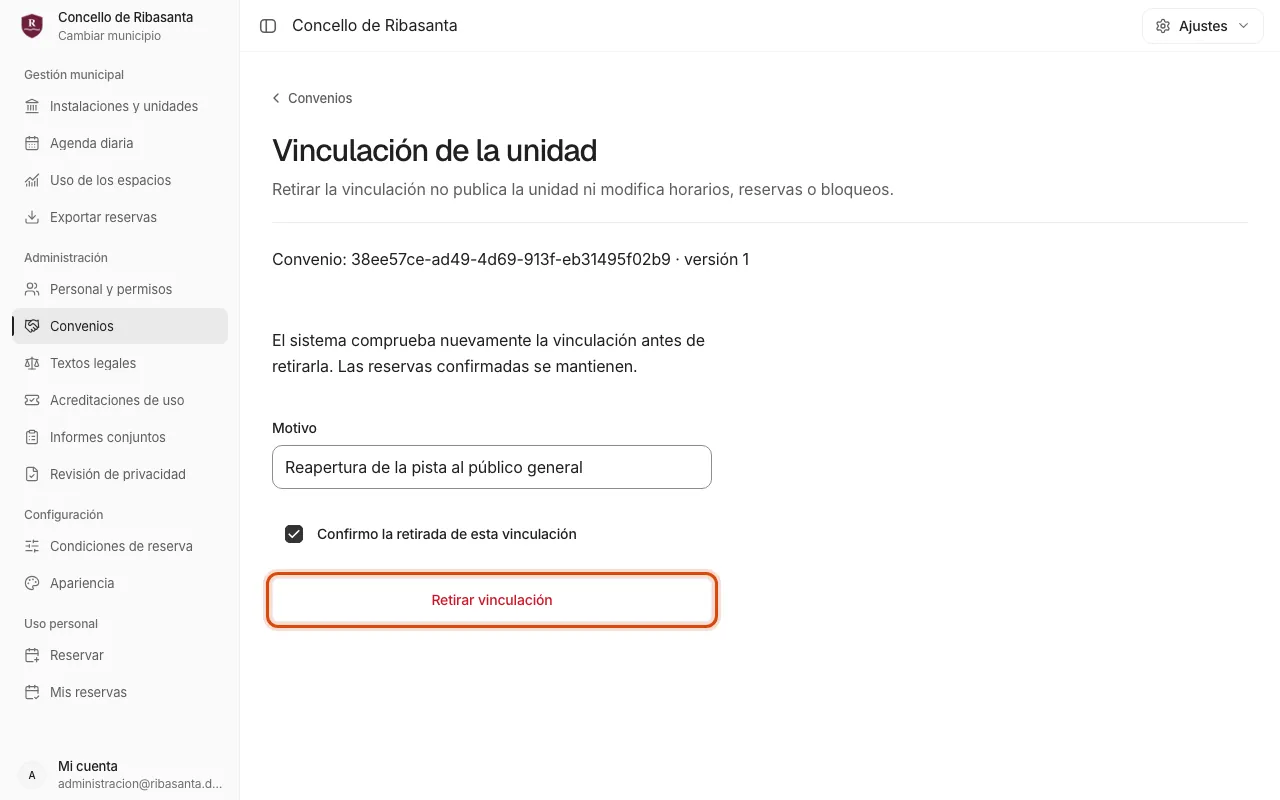 R
Concello de Ribasanta
Cambiar municipio
Gestión municipal
Instalaciones y unidades
Agenda diaria
Uso de los espacios
Exportar reservas
Administración
Personal y permisos
Convenios
Textos legales
Acreditaciones de uso
Informes conjuntos
Revisión de privacidad
Configuración
Condiciones de reserva
Apariencia
Uso personal
Reservar
Mis reservas
A
Mi cuenta
administracion@ribasanta.d...
Concello de Ribasanta
Ajustes
Convenios
Vinculación de la unidad
Retirar la vinculación no publica la unidad ni modifica horarios, reservas o bloqueos.
Convenio: 38ee57ce-ad49-4d69-913f-eb31495f02b9 · versión 1
El sistema comprueba nuevamente la vinculación antes de
retirarla. Las reservas confirmadas se mantienen.
Motivo
Reapertura de la pista al público general
Confirmo la retirada de esta vinculación
Retirar vinculación